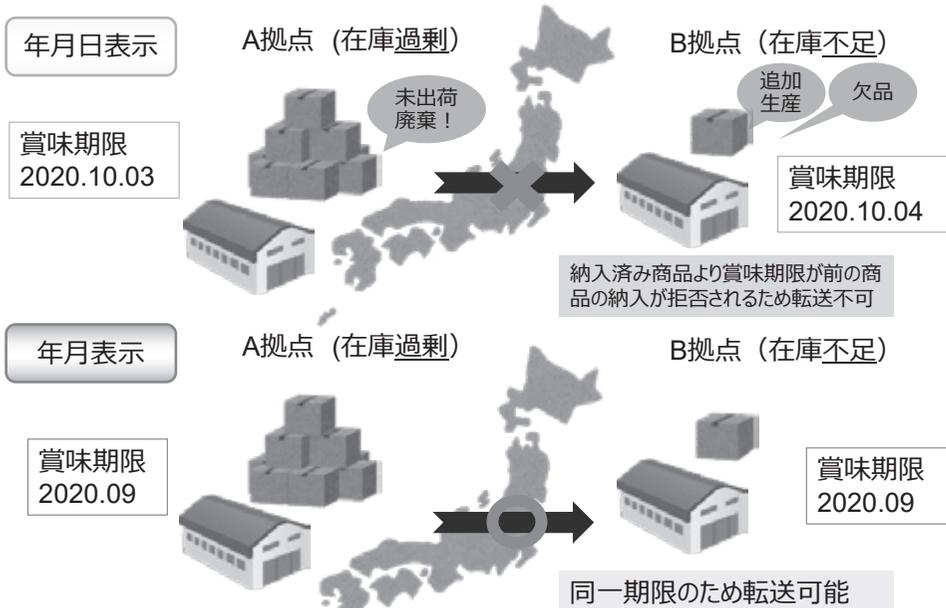 年月日表示
A拠点 (在庫過剰)
B拠点（在庫不足）
未出荷
廃棄！
追加
生産
欠品
賞味期限
2020.10.03
賞味期限
2020.10.04
納入済み商品より賞味期限が前の商
品の納入が拒否されるため転送不可
年月表示
A拠点 (在庫過剰)
B拠点（在庫不足）
賞味期限
2020.09
賞味期限
2020.09
同一期限のため転送可能